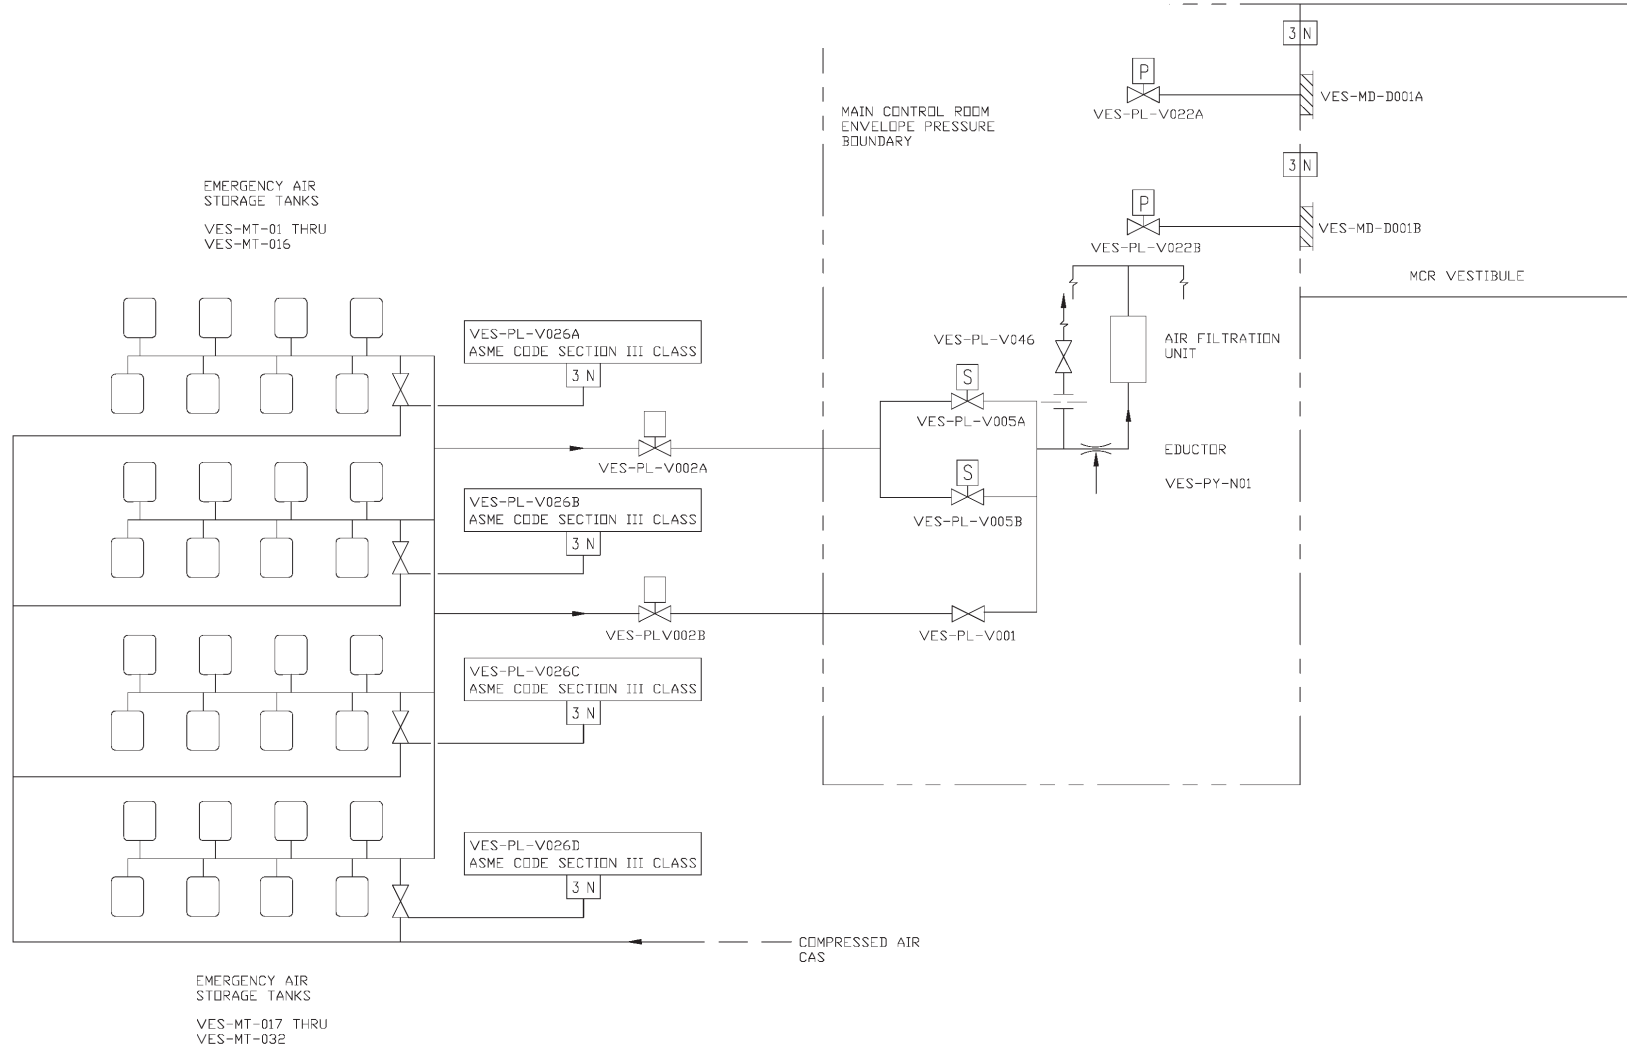 3 N
P
VES-MD-D001A
VES-PL-V022A
MAIN CONTROL ROOM
ENVELOPE PRESSURE
BOUNDARY
3 N
EMERGENCY AIR
STORAGE TANKS
VES-MT-01 THRU
VES-MT-016
P
VES-MD-D001B
VES-PL-V022B
MCR VESTIBULE
VES-PL-V026A
ASME CODE SECTION III CLASS
3 N
VES-PL-V046
AIR FILTRATION
UNIT
S
VES-PL-V005A
VES-PL-V002A
EDUCTOR
VES-PY-N01
S
VES-PL-V005B
VES-PL-V026B
ASME CODE SECTION III CLASS
3 N
VES-PLV002B
VES-PL-V001
VES-PL-V026C
ASME CODE SECTION III CLASS
3 N
VES-PL-V026D
ASME CODE SECTION III CLASS
3 N
COMPRESSED AIR
CAS
EMERGENCY AIR
STORAGE TANKS
VES-MT-017 THRU
VES-MT-032